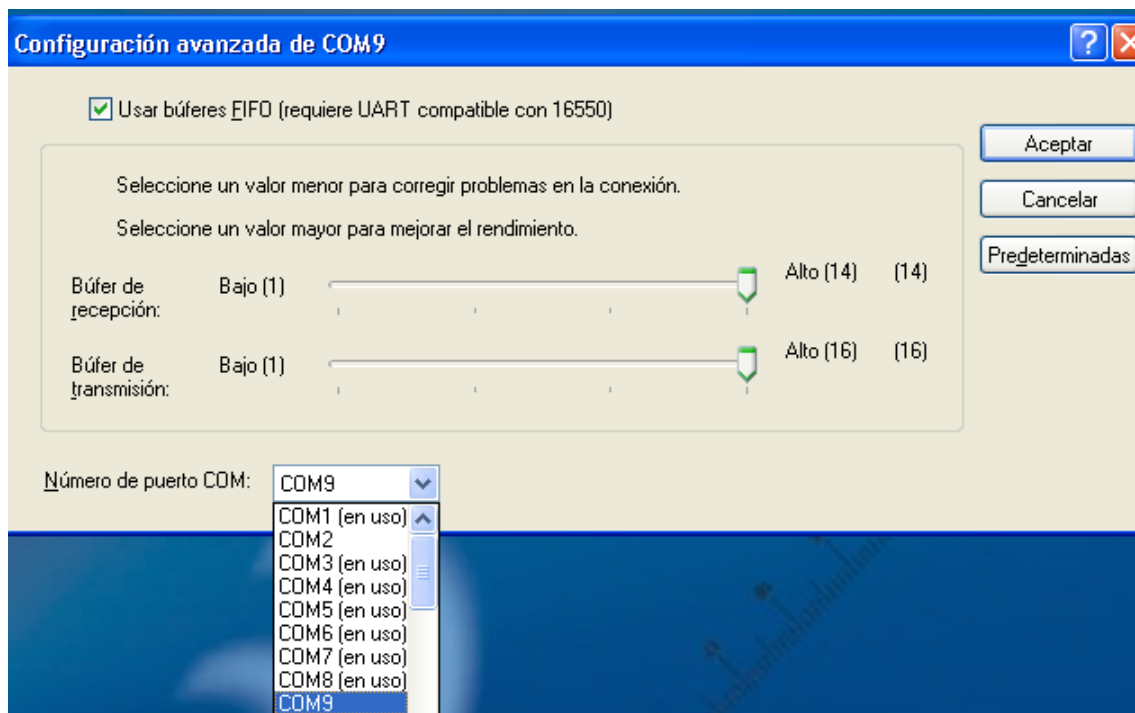 Configuración avanzada de COM9
Usar búferes FIFO (requiere UART compatible con 16550)
Seleccione un valor menor para corregir problemas en la conexión.
Seleccione un valor mayor para mejorar el rendimiento.
Búfer de recepción: Bajo (1) Alto (14) (14)
Búfer de transmisión: Bajo (1) Alto (16) (16)
Aceptar
Cancelar
Predeterminadas
Número de puerto COM: COM9
COM1 (en uso)
COM2
COM3 (en uso)
COM4 (en uso)
COM5 (en uso)
COM6 (en uso)
COM7 (en uso)
COM8 (en uso)
COM9